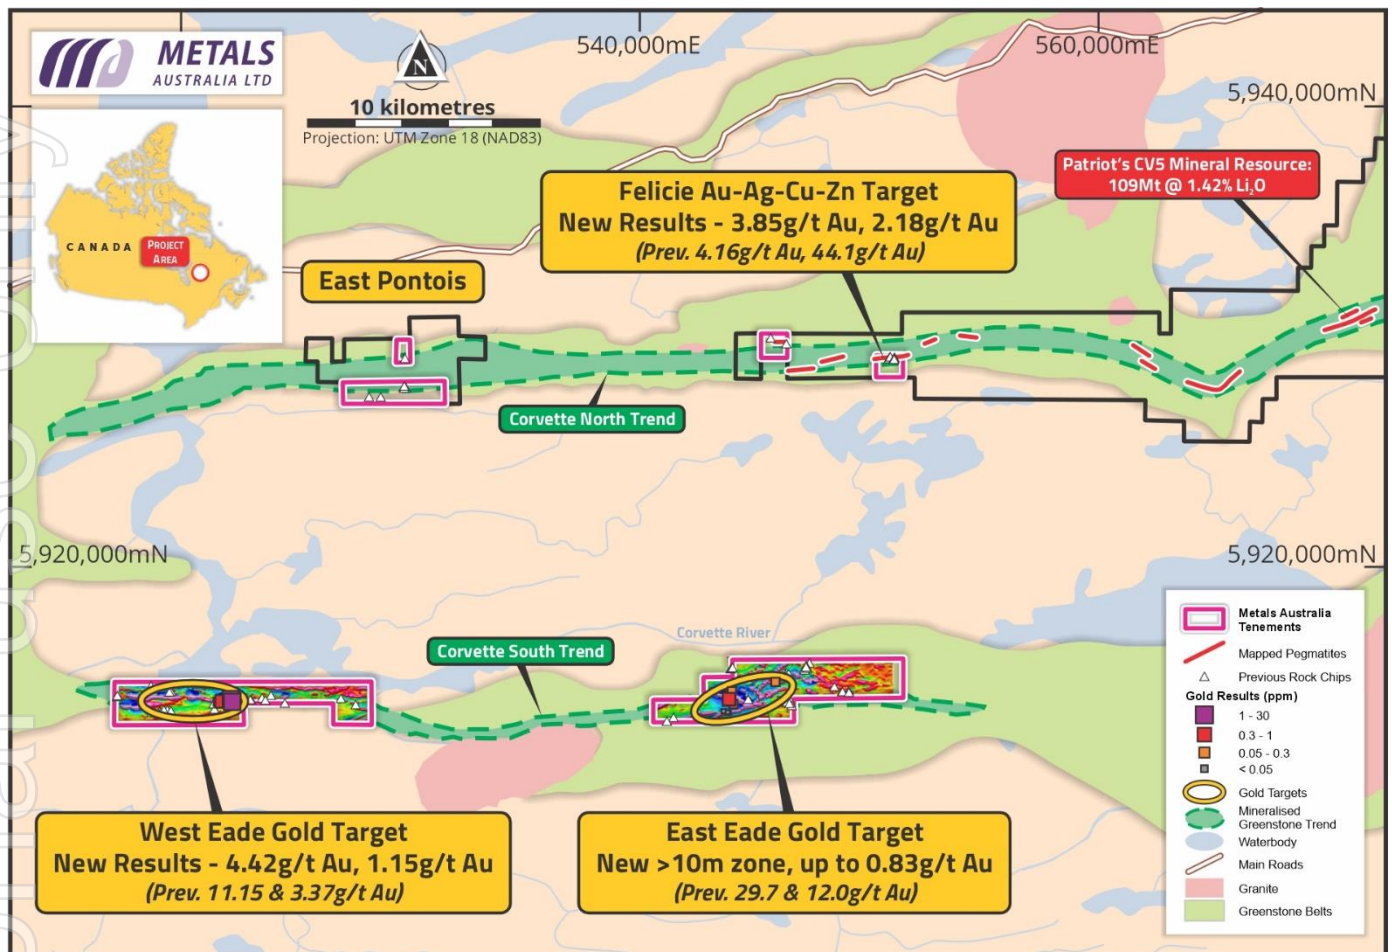 METALS
AUSTRALIA LTD
N
10 kilometres
Projection: UTM Zone 18 (NAD83)
540,000mE
560,000mE
5,940,000mN
CANADA
PROJECT
AREA
Patriot's CV5 Mineral Resource:
109Mt @ 1.42% Li₂O
Felicie Au-Ag-Cu-Zn Target
New Results - 3.85g/t Au, 2.18g/t Au
(Prev. 4.16g/t Au, 44.1g/t Au)
East Pontois
Corvette North Trend
5,920,000mN
5,920,000mN
Corvette River
Corvette South Trend
West Eade Gold Target
New Results - 4.42g/t Au, 1.15g/t Au
(Prev. 11.15 & 3.37g/t Au)
East Eade Gold Target
New >10m zone, up to 0.83g/t Au
(Prev. 29.7 & 12.0g/t Au)
Metals Australia
Tenements
Mapped Pegmatites
Previous Rock Chips
Gold Results (ppm)
1 - 30
0.3 - 1
0.05 - 0.3
< 0.05
Gold Targets
Mineralised
Greenstone Trend
Waterbody
Main Roads
Granite
Greenstone Belts